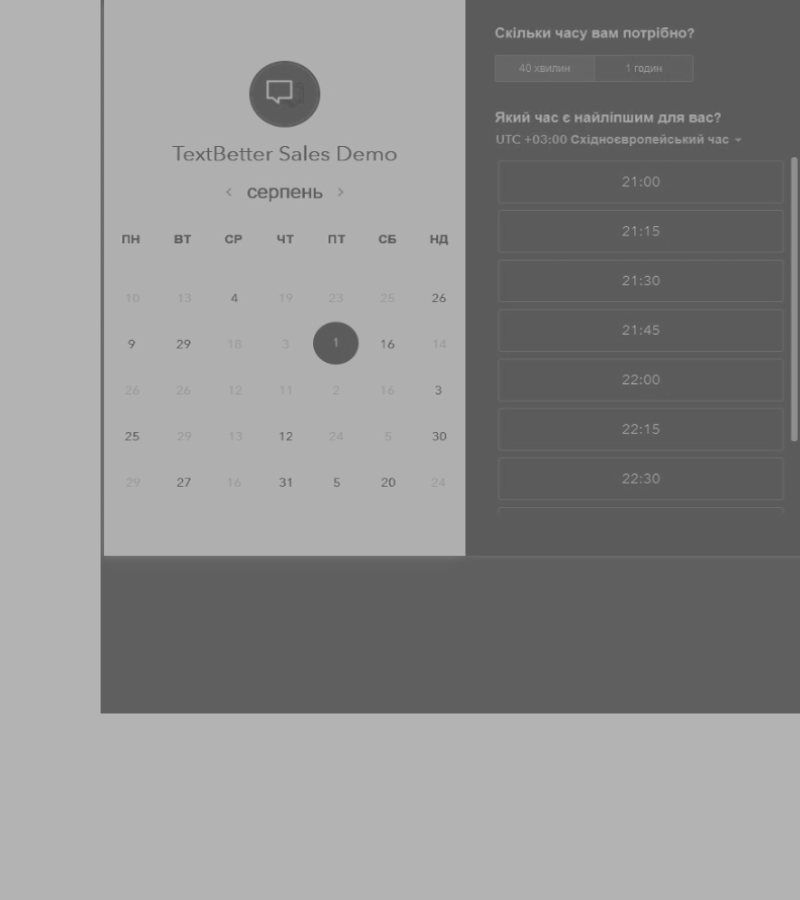 TextBetter Sales Demo
серпень
ПН ВТ СР ЧТ ПТ СБ НД
10 13 4 19 23 25 26
9 29 18 3 1 16 14
26 26 12 11 2 16 3
25 29 13 12 24 5 30
29 27 16 31 5 20 24
Скільки часу вам потрібно?
40 хвилин 1 годин
Який час є найліпшим для вас?
UTC +03:00 Східноєвропейський час
21:00
21:15
21:30
21:45
22:00
22:15
22:30